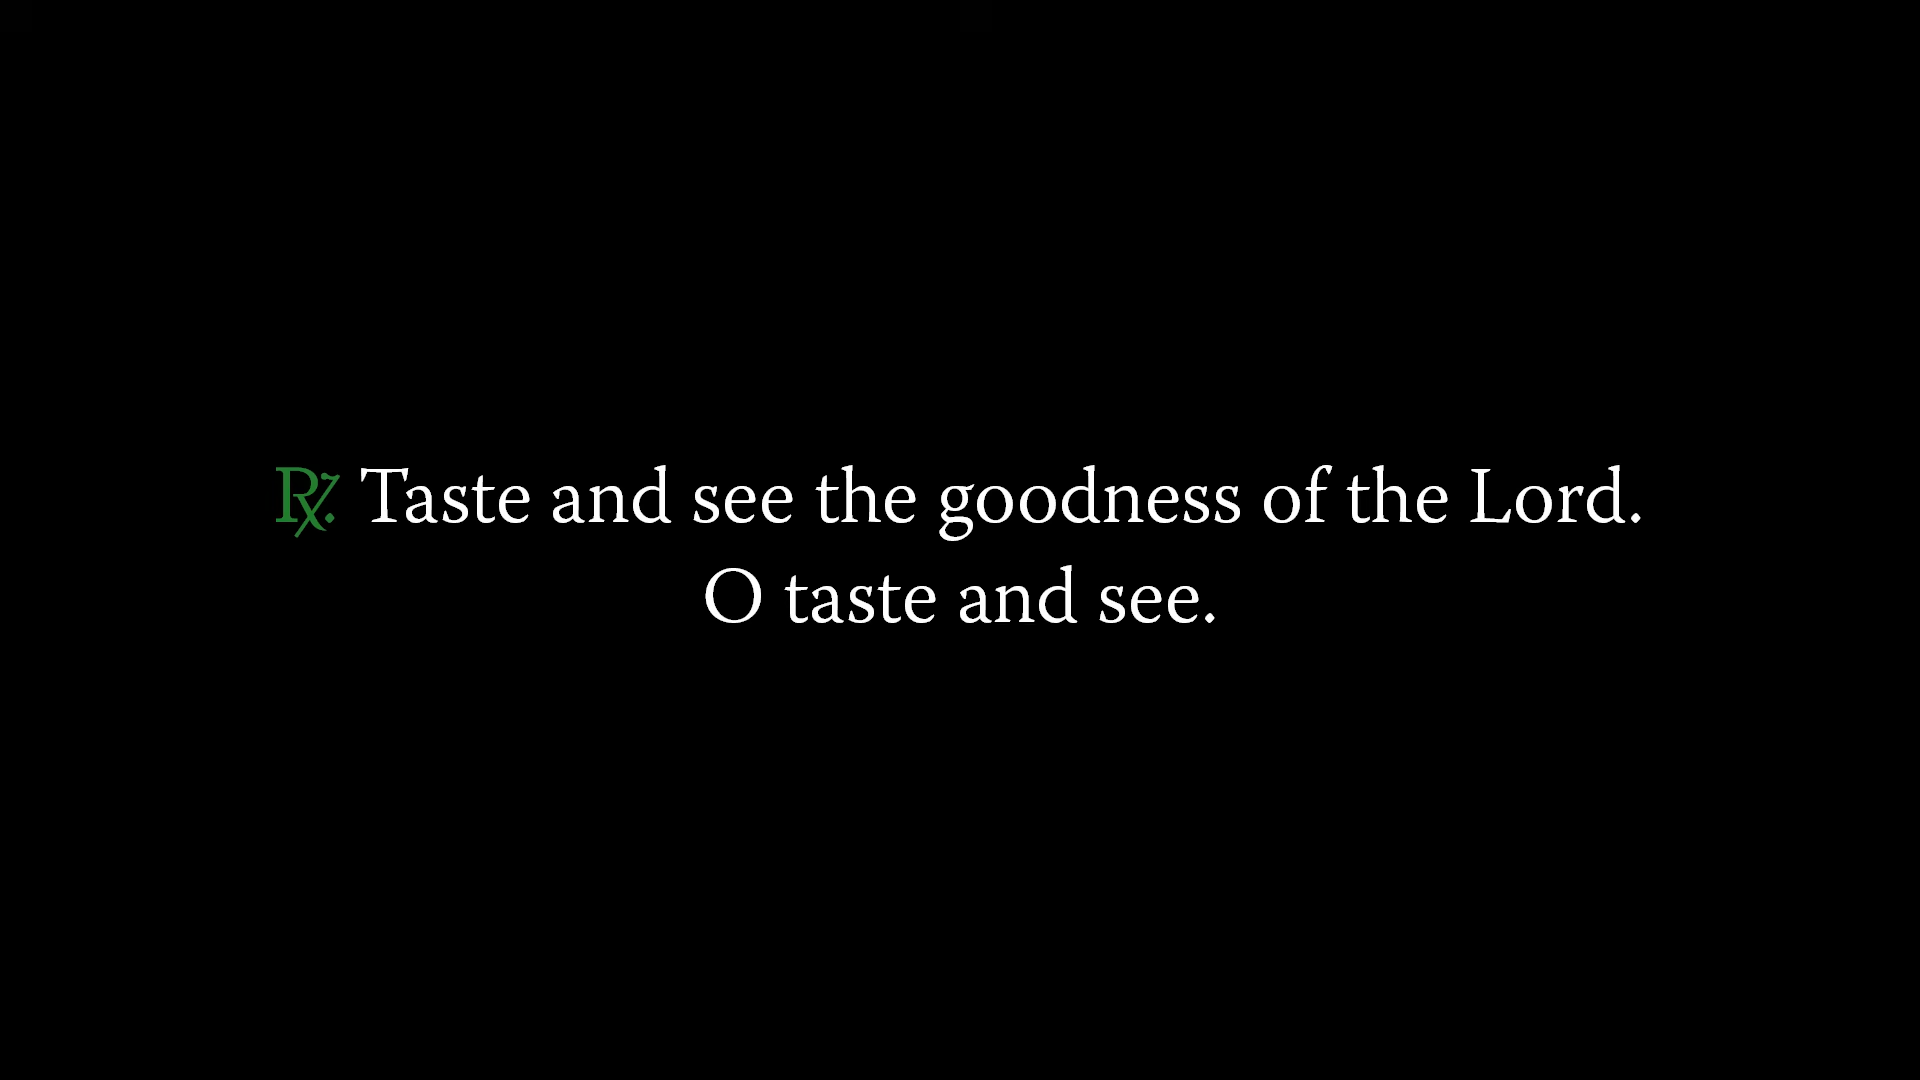 ℟. Taste and see the goodness of the Lord.
O taste and see.